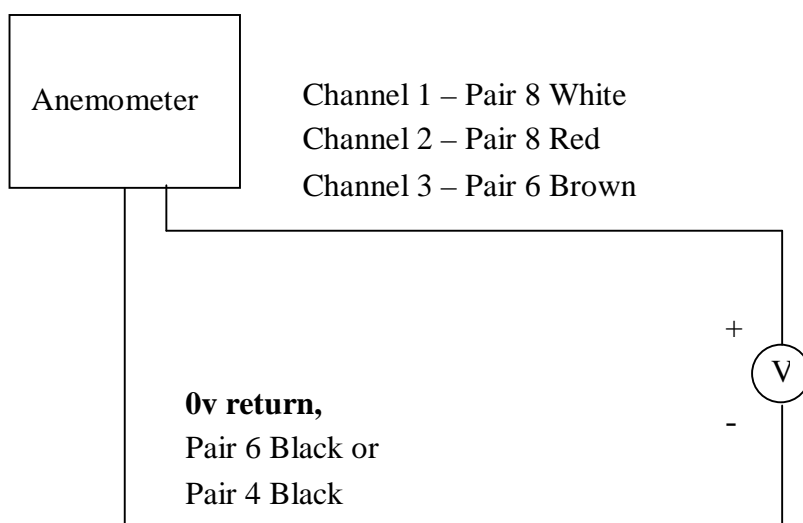 Anemometer
Channel 1 – Pair 8 White
Channel 2 – Pair 8 Red
Channel 3 – Pair 6 Brown
+
V
-
0v return,
Pair 6 Black or
Pair 4 Black